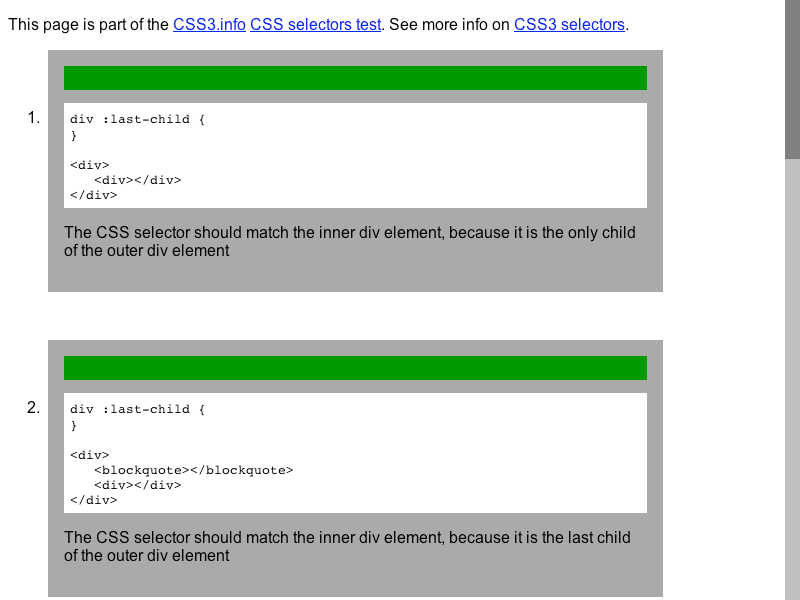 This page is part of the CSS3.info CSS selectors test. See more info on CSS3 selectors.
1.
div :last-child {
}
<div>
   <div></div>
</div>
The CSS selector should match the inner div element, because it is the only child
of the outer div element
2.
div :last-child {
}
<div>
   <blockquote></blockquote>
   <div></div>
</div>
The CSS selector should match the inner div element, because it is the last child
of the outer div element